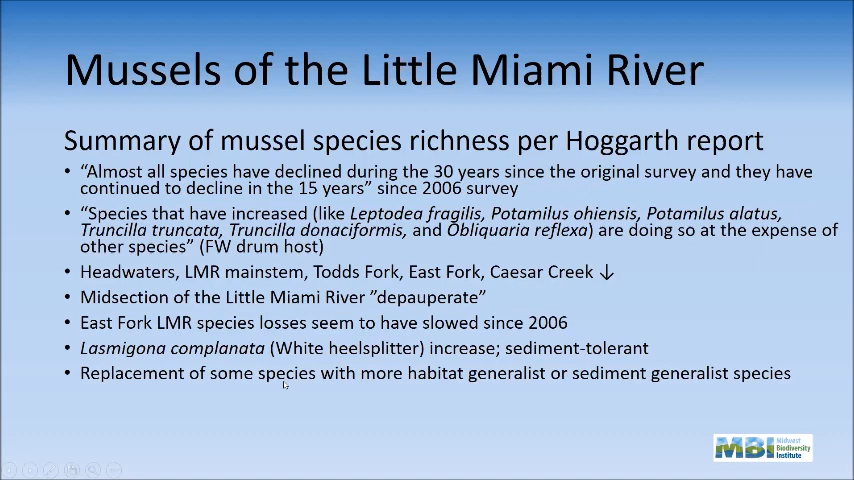 Mussels of the Little Miami River
Summary of mussel species richness per Hoggarth report
• “Almost all species have declined during the 30 years since the original survey and they have
continued to decline in the 15 years” since 2006 survey
• “Species that have increased (like Leptodea fragilis, Potamilus ohiensis, Potamilus alatus,
Truncilla truncata, Truncilla donaciformis, and Obliquaria reflexa) are doing so at the expense of
other species” (FW drum host)
• Headwaters, LMR mainstem, Todds Fork, East Fork, Caesar Creek ↓
• Midsection of the Little Miami River ”depauperate”
• East Fork LMR species losses seem to have slowed since 2006
• Lasmigona complanata (White heelsplitter) increase; sediment-tolerant
• Replacement of some species with more habitat generalist or sediment generalist species
MBI Midwest
Biodiversity
Institute